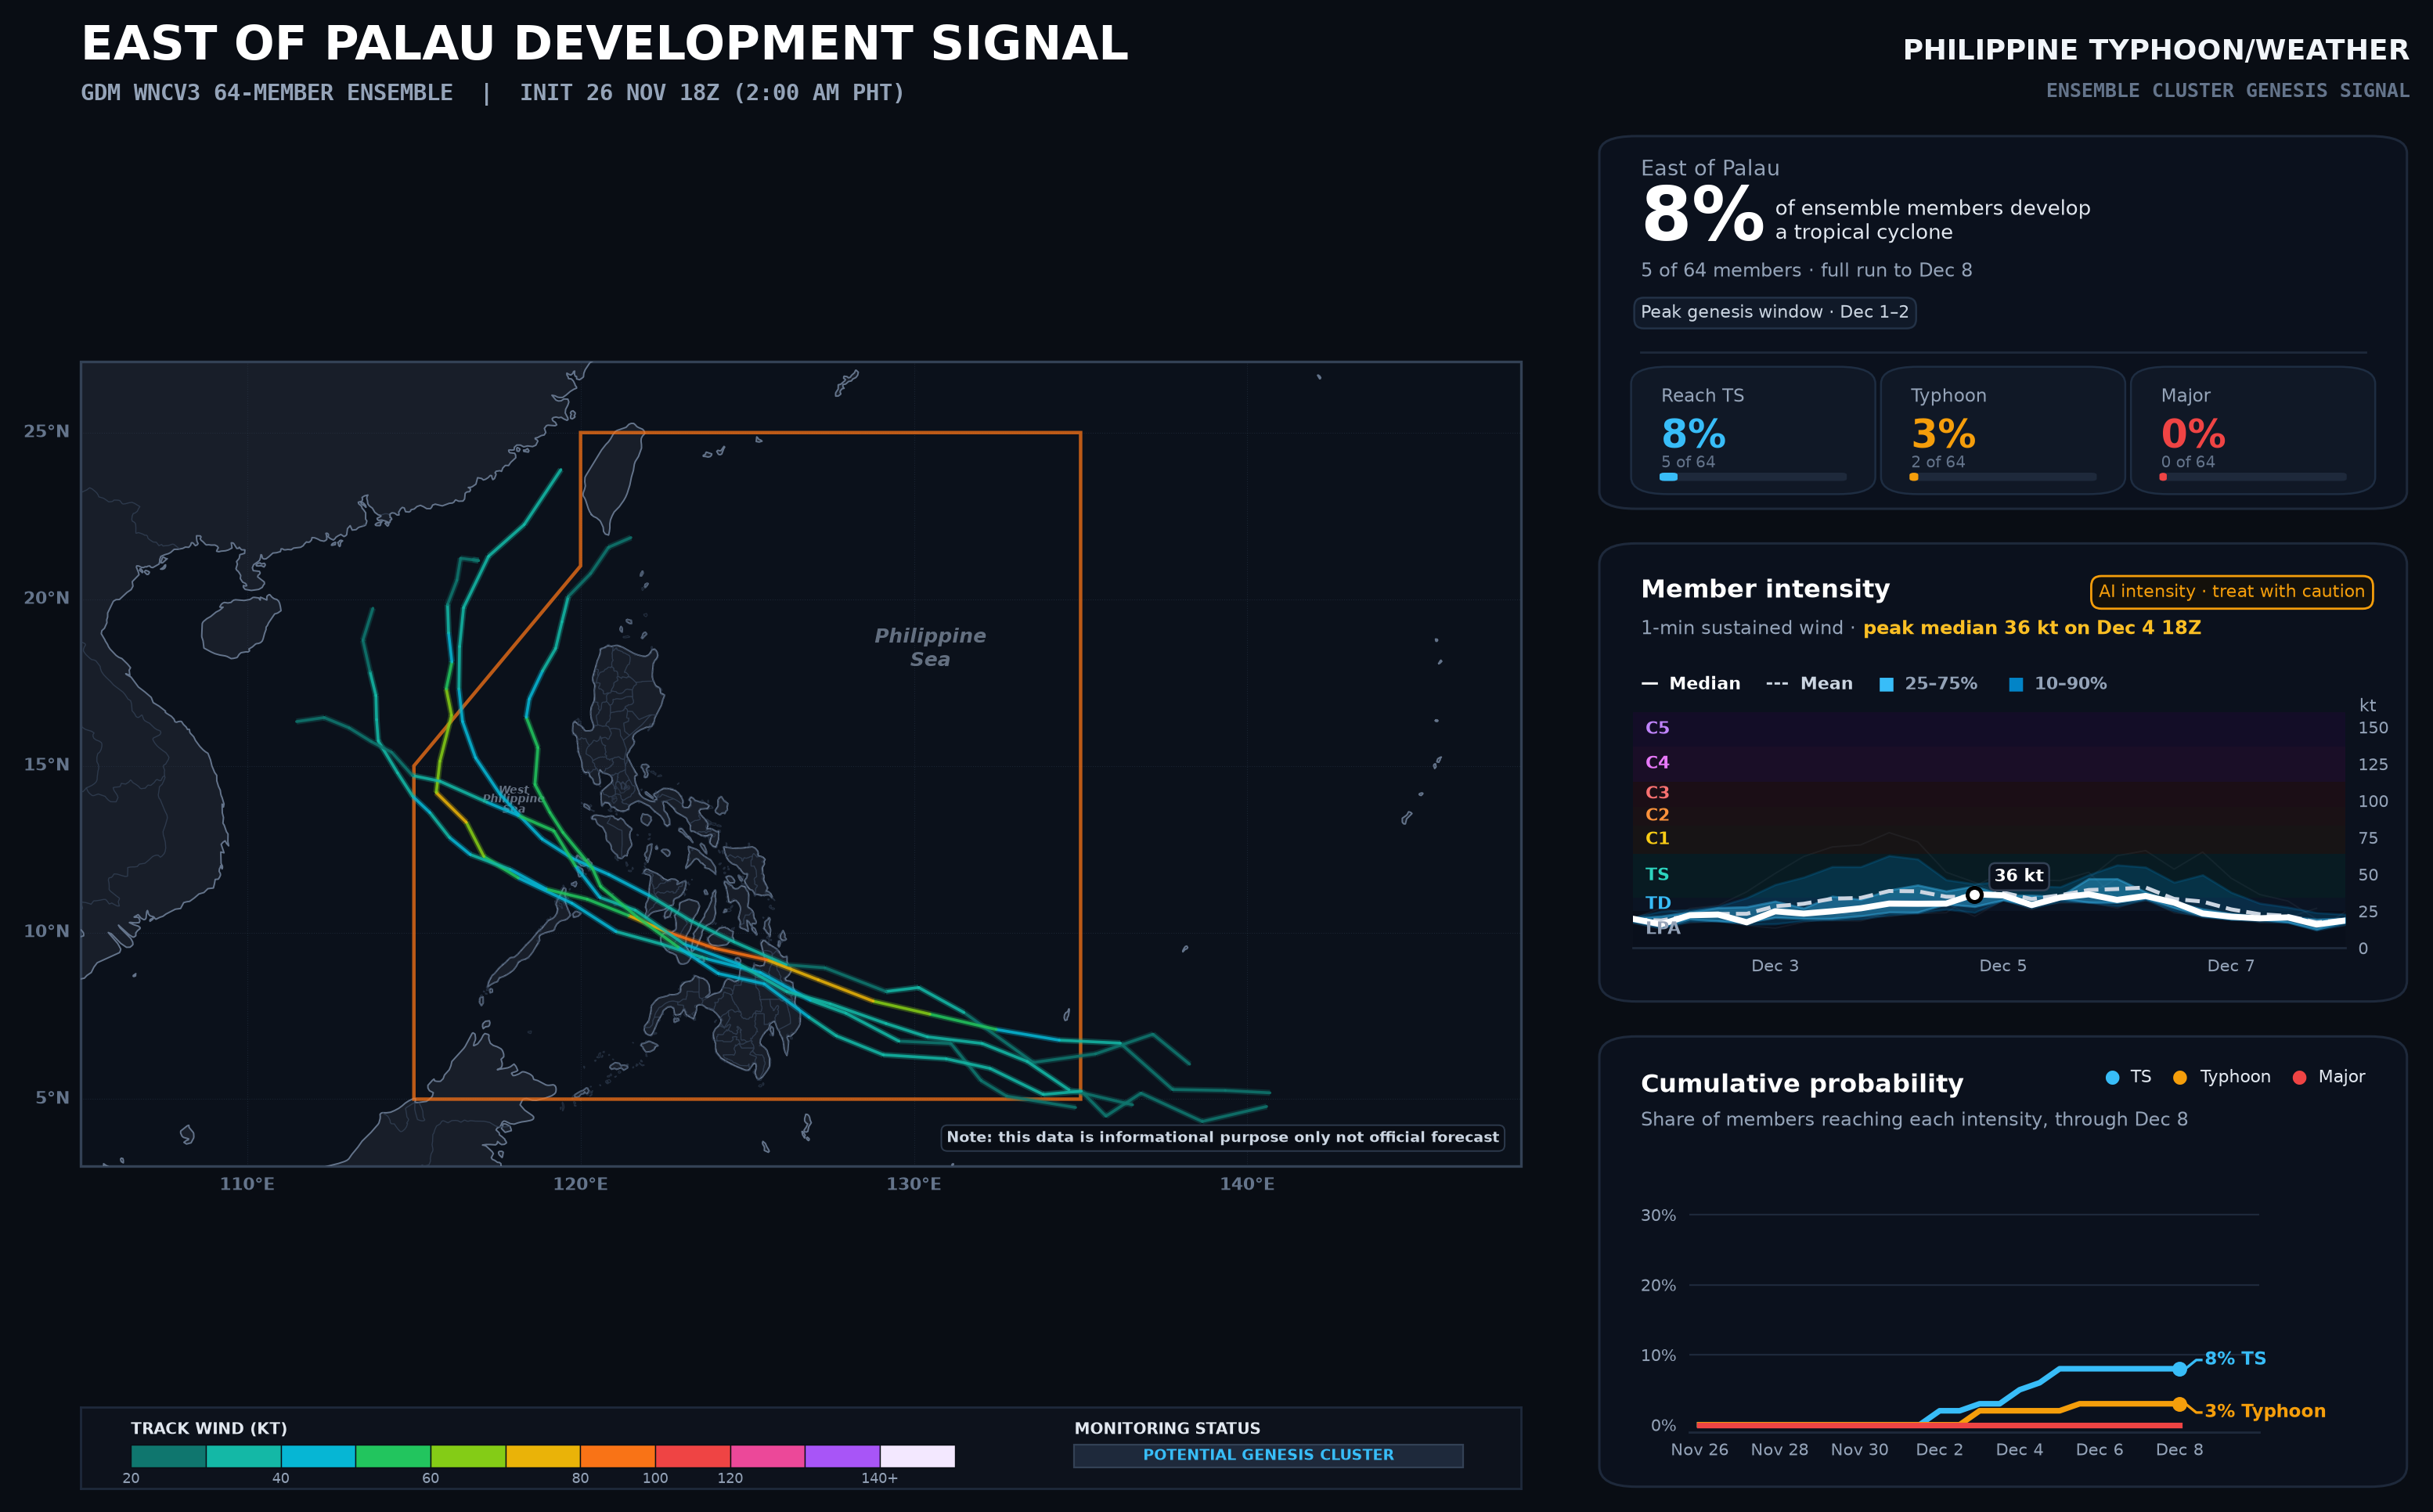 EAST OF PALAU DEVELOPMENT SIGNAL
GDM WNCV3 64-MEMBER ENSEMBLE | INIT 26 NOV 18Z (2:00 AM PHT)
PHILIPPINE TYPHOON/WEATHER
ENSEMBLE CLUSTER GENESIS SIGNAL
25°N
20°N
15°N
10°N
5°N
110°E
120°E
130°E
140°E
Philippine
Sea
West
Philippine
Sea
Note: this data is informational purpose only not official forecast
TRACK WIND (KT)
20
40
60
80
100
120
140+
MONITORING STATUS
POTENTIAL GENESIS CLUSTER
East of Palau
8%
of ensemble members develop
a tropical cyclone
5 of 64 members · full run to Dec 8
Peak genesis window · Dec 1–2
Reach TS
8%
5 of 64
Typhoon
3%
2 of 64
Major
0%
0 of 64
Member intensity
AI intensity · treat with caution
1-min sustained wind · peak median 36 kt on Dec 4 18Z
Median
Mean
25–75%
10–90%
kt
C5
C4
C3
C2
C1
TS
TD
LPA
36 kt
150
125
100
75
50
25
0
Dec 3
Dec 5
Dec 7
Cumulative probability
TS
Typhoon
Major
Share of members reaching each intensity, through Dec 8
30%
20%
10%
0%
8% TS
3% Typhoon
Nov 26
Nov 28
Nov 30
Dec 2
Dec 4
Dec 6
Dec 8